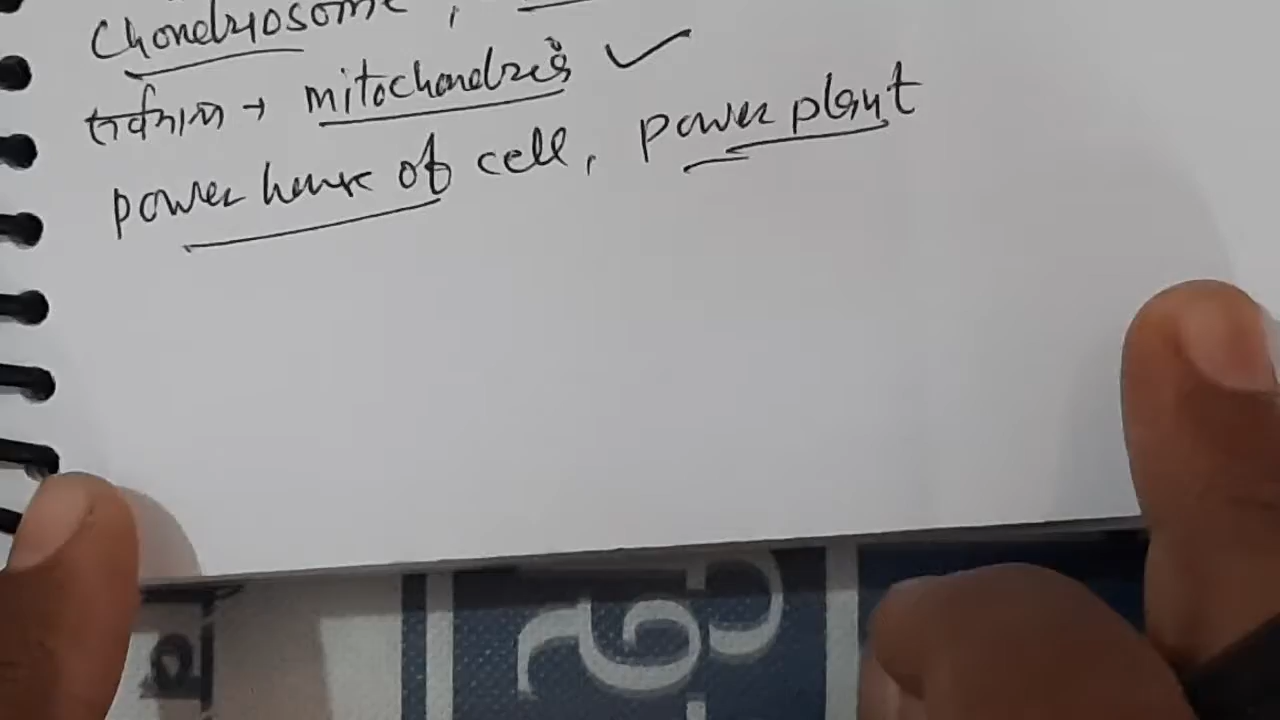 Chondriosome,
→ mitochondria ✓
power house of cell, power plant